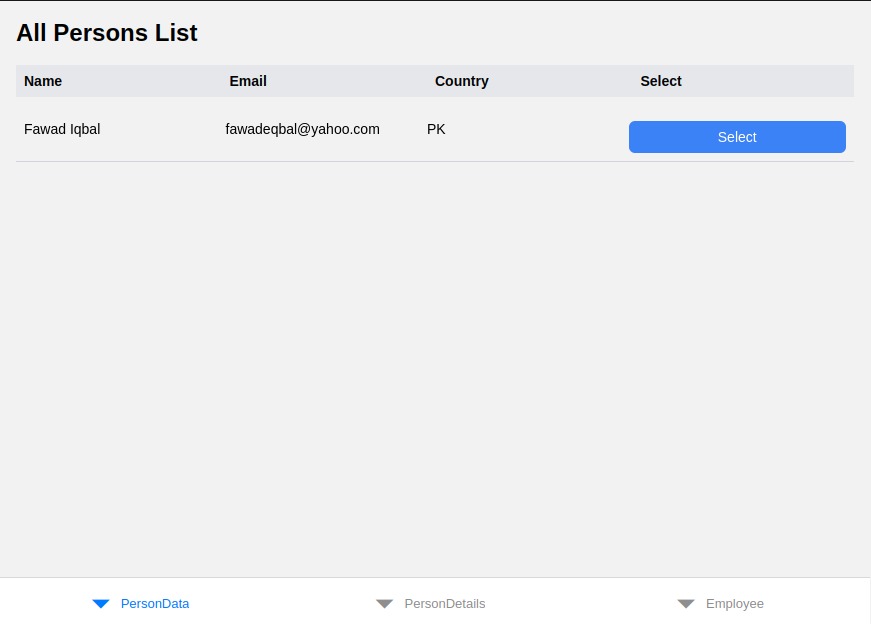 All Persons List
Name Email Country Select
Fawad Iqbal fawadeqbal@yahoo.com PK Select
PersonData PersonDetails Employee